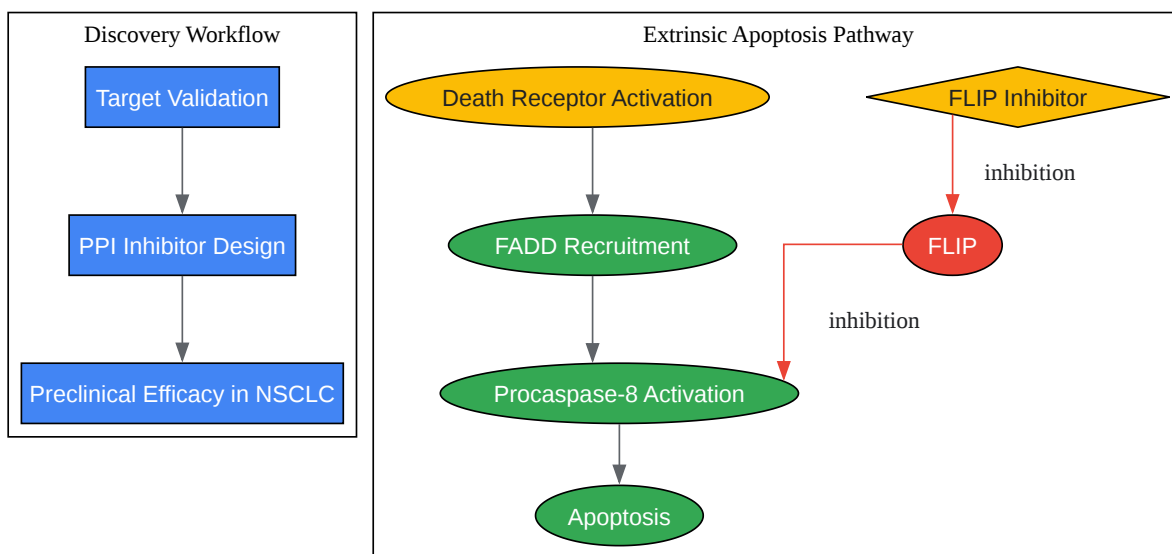 Discovery Workflow
Target Validation
PPI Inhibitor Design
Preclinical Efficacy in NSCLC
Extrinsic Apoptosis Pathway
Death Receptor Activation
FLIP Inhibitor
inhibition
FADD Recruitment
FLIP
inhibition
Procaspase-8 Activation
Apoptosis